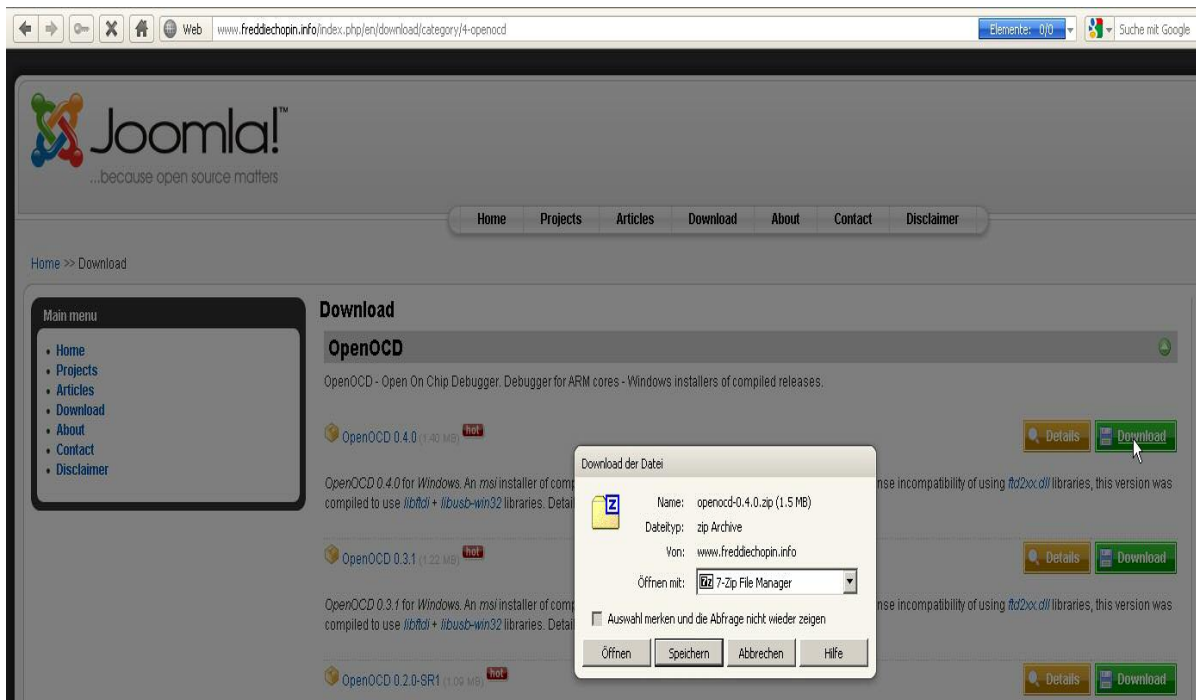 Web www.freddiechopin.info/index.php/en/download/category/4-openocd Elemente: 0/0 Suche mit Google
Joomla!™
...because open source matters
Home Projects Articles Download About Contact Disclaimer
Home >> Download
Main menu
Home
Projects
Articles
Download
About
Contact
Disclaimer
Download
OpenOCD
OpenOCD - Open On Chip Debugger. Debugger for ARM cores - Windows installers of compiled releases.
OpenOCD 0.4.0 (1.40 MB) hot Details Download
OpenOCD 0.4.0 for Windows. An msi installer of comp nse incompatibility of using ftd2xx.dll libraries, this version was
compiled to use libftdi + libusb-win32 libraries. Detail
OpenOCD 0.3.1 (1.22 MB) hot Details Download
OpenOCD 0.3.1 for Windows. An msi installer of comp nse incompatibility of using ftd2xx.dll libraries, this version was
compiled to use libftdi + libusb-win32 libraries. Detail
OpenOCD 0.2.0-SR1 (1.09 MB) hot Details Download
Download der Datei
Name: openocd-0.4.0.zip (1.5 MB)
Dateityp: zip Archive
Von: www.freddiechopin.info
Öffnen mit: 7z 7-Zip File Manager
Auswahl merken und die Abfrage nicht wieder zeigen
Öffnen Speichern Abbrechen Hilfe